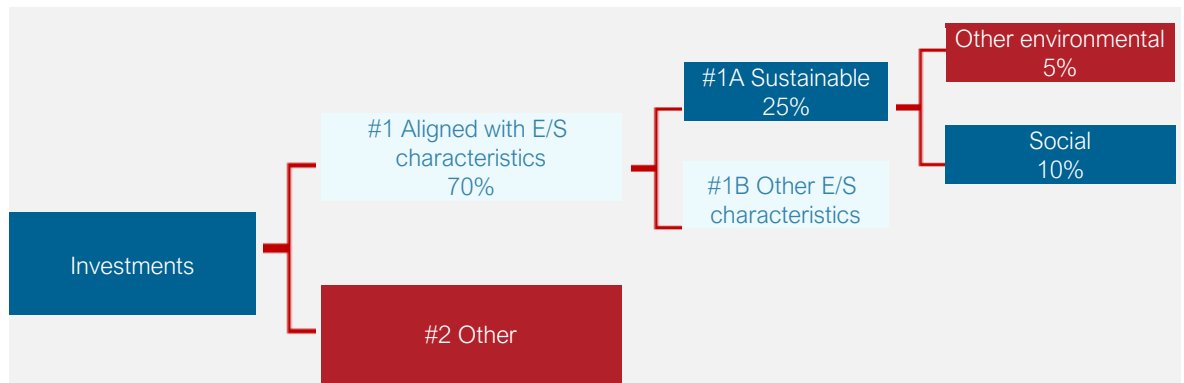 Investments
#1 Aligned with E/S
characteristics
70%
#2 Other
#1A Sustainable
25%
#1B Other E/S
characteristics
Other environmental
5%
Social
10%